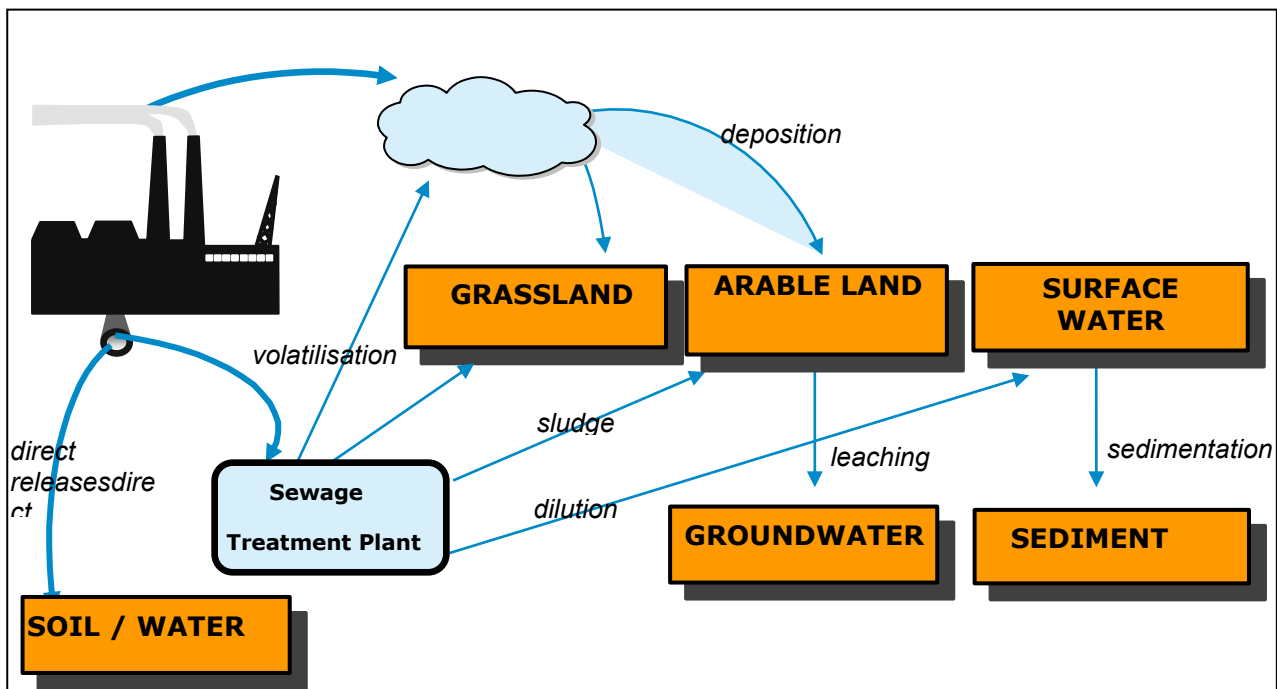 deposition
GRASSLAND
ARABLE LAND
SURFACE
WATER
volatilisation
sludge
direct
releasesdire
ct
leaching
sedimentation
Sewage
Treatment Plant
dilution
GROUNDWATER
SEDIMENT
SOIL / WATER